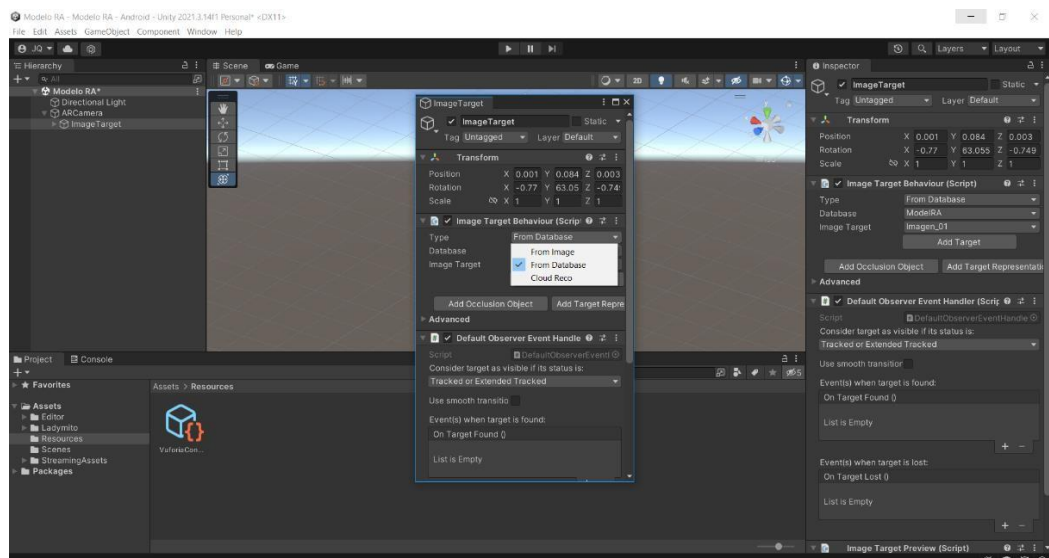 Modelo RA - Modelo RA - Android - Unity 2021.3.14f1 Personal* <DX11>
File Edit Assets GameObject Component Window Help
JQ
Layers Layout
Hierarchy
All
Modelo RA*
Directional Light
ARCamera
ImageTarget
Scene Game
2D
ImageTarget
ImageTarget Static
Tag Untagged Layer Default
Transform
Position X 0.001 Y 0.084 Z 0.003
Rotation X -0.77 Y 63.05 Z -0.74
Scale X 1 Y 1 Z 1
Image Target Behaviour (Scrip
Type From Database
Database
Image Target
From Image
From Database
Cloud Reco
Add Occlusion Object Add Target Repre
Advanced
Default Observer Event Handle
Script DefaultObserverEventI
Consider target as visible if its status is:
Tracked or Extended Tracked
Use smooth transitio
Event(s) when target is found:
On Target Found ()
List is Empty
Inspector
ImageTarget Static
Tag Untagged Layer Default
Transform
Position X 0.001 Y 0.084 Z 0.003
Rotation X -0.77 Y 63.055 Z -0.749
Scale X 1 Y 1 Z 1
Image Target Behaviour (Script)
Type From Database
Database ModelRA
Image Target Imagen_01
Add Target
Add Occlusion Object Add Target Representati
Advanced
Default Observer Event Handler (Scrip
Script DefaultObserverEventHandle
Consider target as visible if its status is:
Tracked or Extended Tracked
Use smooth transitior
Event(s) when target is found:
On Target Found ()
List is Empty
Event(s) when target is lost:
On Target Lost ()
List is Empty
Image Target Preview (Script)
Project Console
5
Favorites
Assets
Editor
Ladymito
Resources
Scenes
StreamingAssets
Packages
Assets > Resources
VuforiaCon...